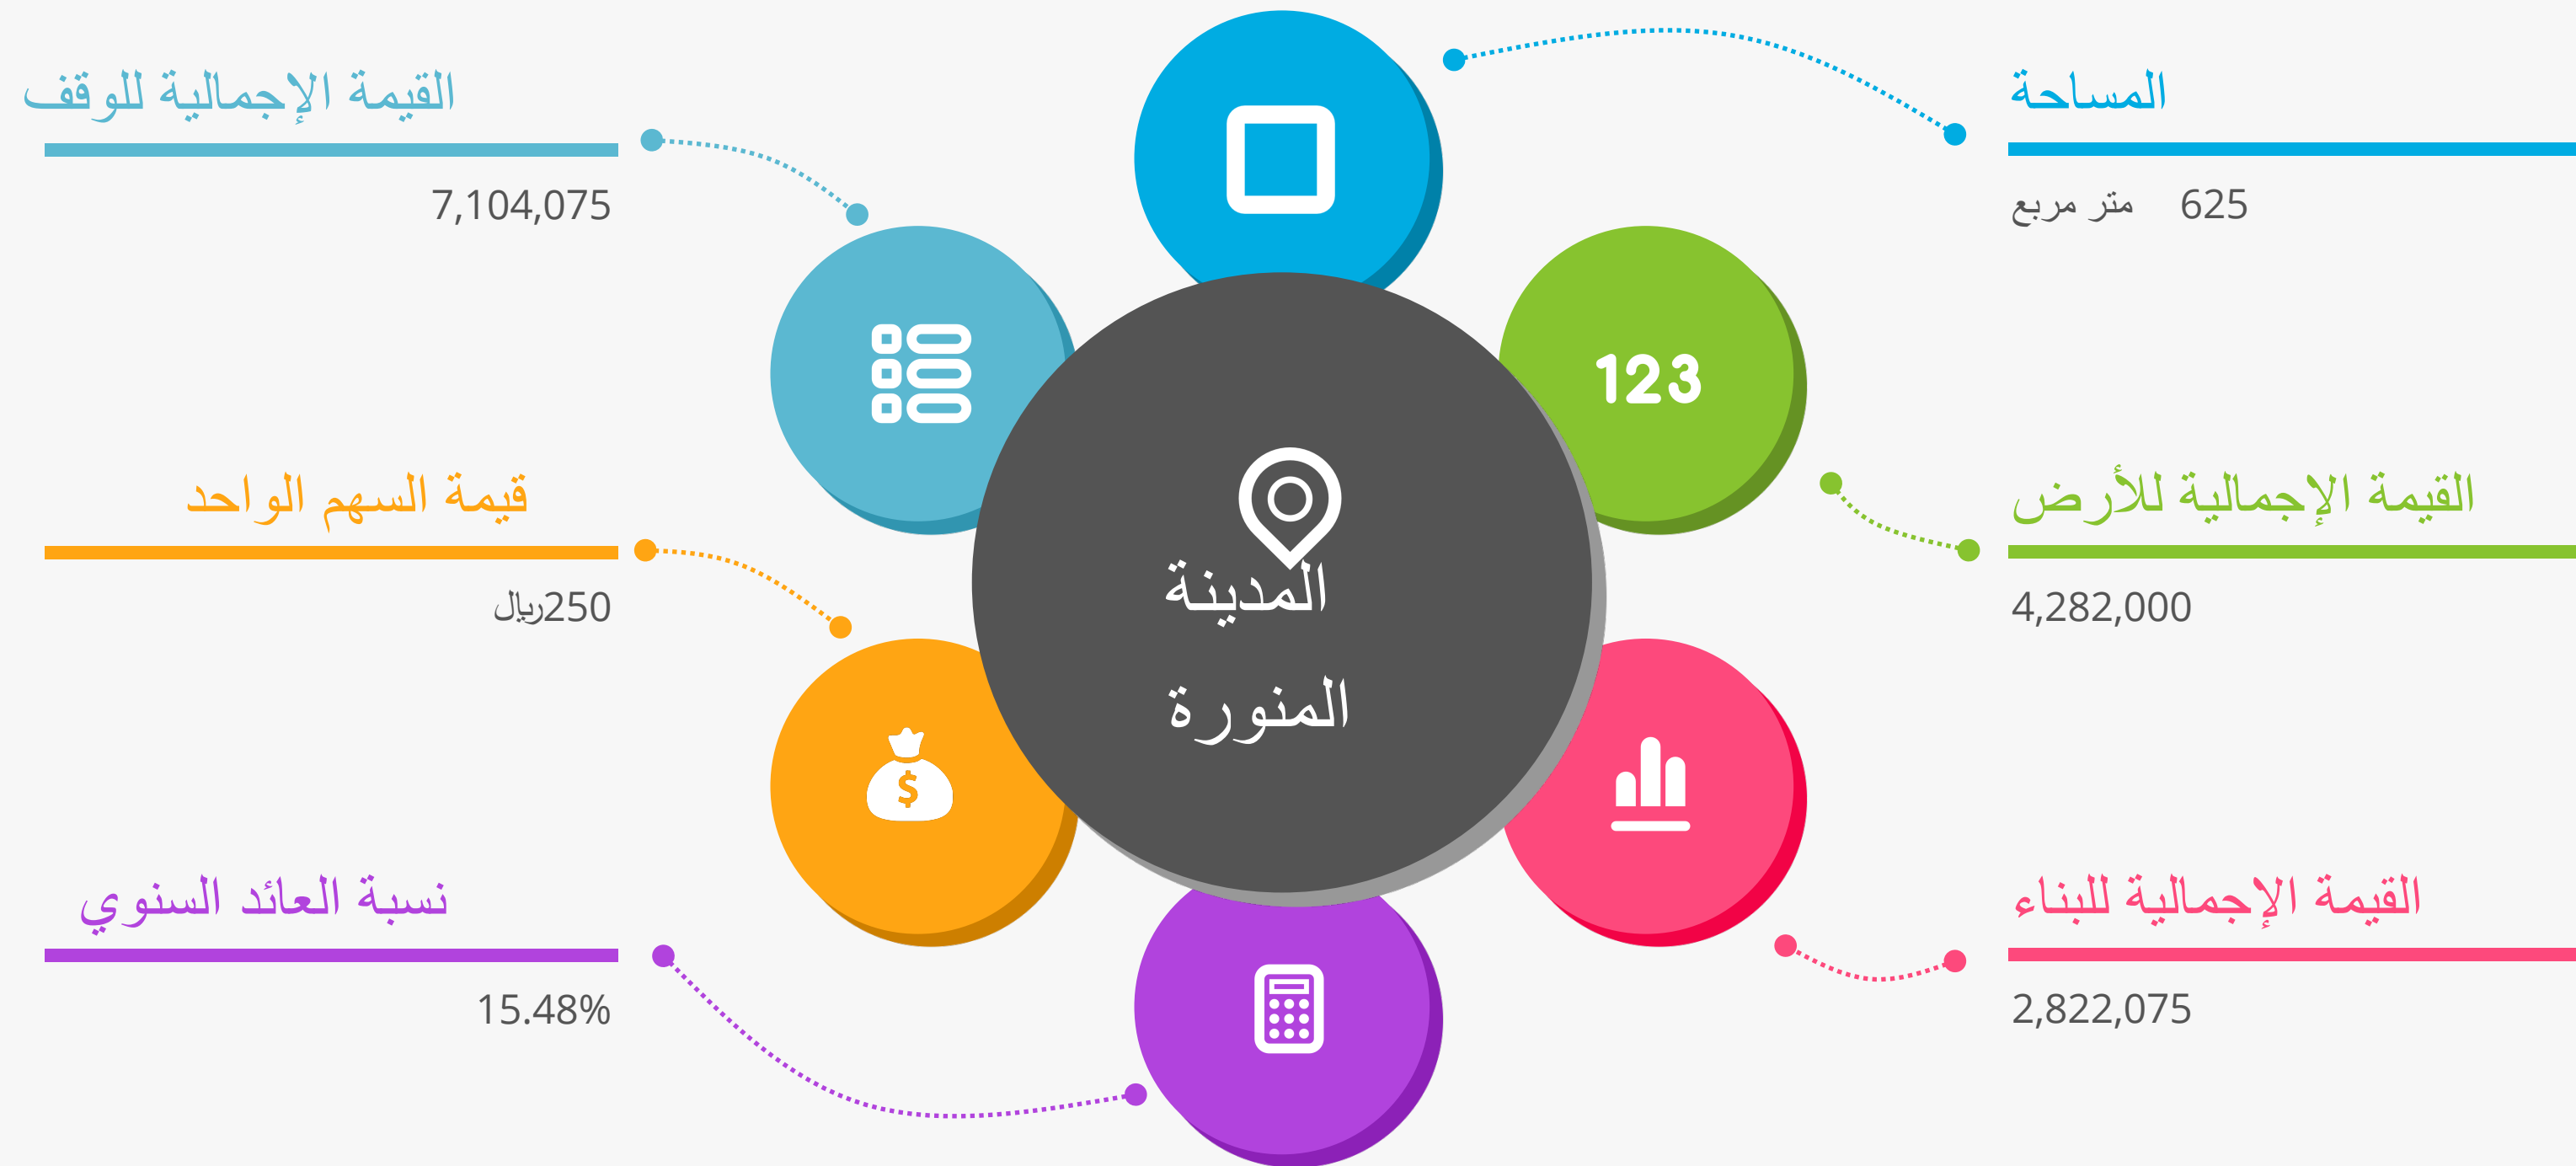 المساحة
625 متر مربع
القيمة الإجمالية للأرض
4,282,000
القيمة الإجمالية للبناء
2,822,075
123
المدينة
المنورة
$
القيمة الإجمالية للوقف
7,104,075
قيمة السهم الواحد
250ريال
نسبة العائد السنوي
15.48%